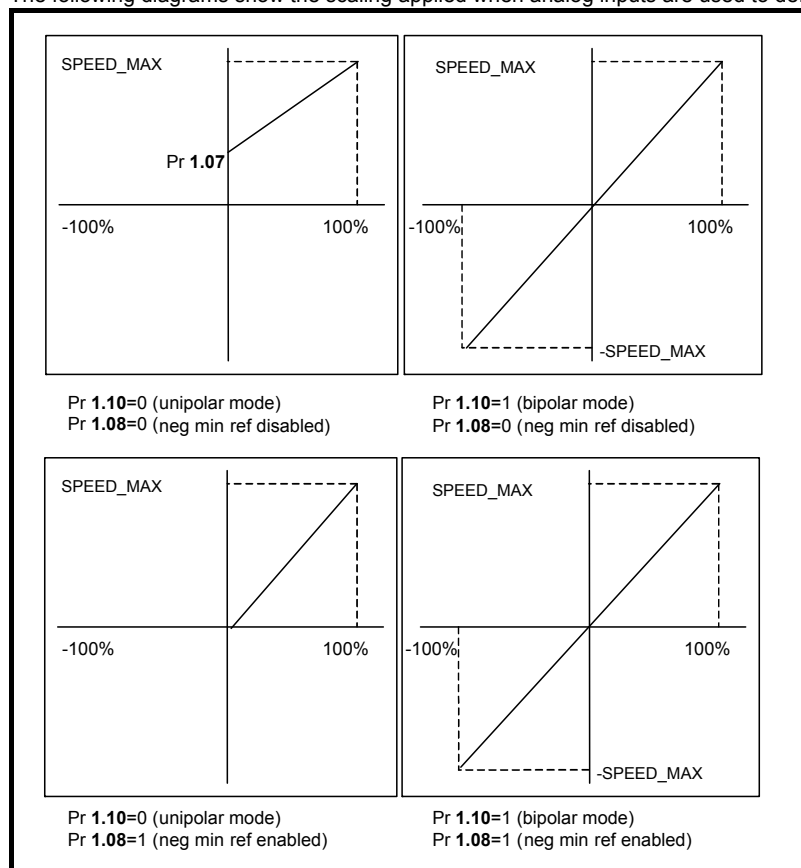 The following diagrams show the scaling applied when analog inputs are used to
SPEED_MAX
Pr 1.07
-100%
100%
Pr 1.10=0 (unipolar mode)
Pr 1.08=0 (neg min ref disabled)
SPEED_MAX
-100%
100%
-SPEED_MAX
Pr 1.10=1 (bipolar mode)
Pr 1.08=0 (neg min ref disabled)
SPEED_MAX
-100%
100%
Pr 1.10=0 (unipolar mode)
Pr 1.08=1 (neg min ref enabled)
SPEED_MAX
-100%
100%
-SPEED_MAX
Pr 1.10=1 (bipolar mode)
Pr 1.08=1 (neg min ref enabled)